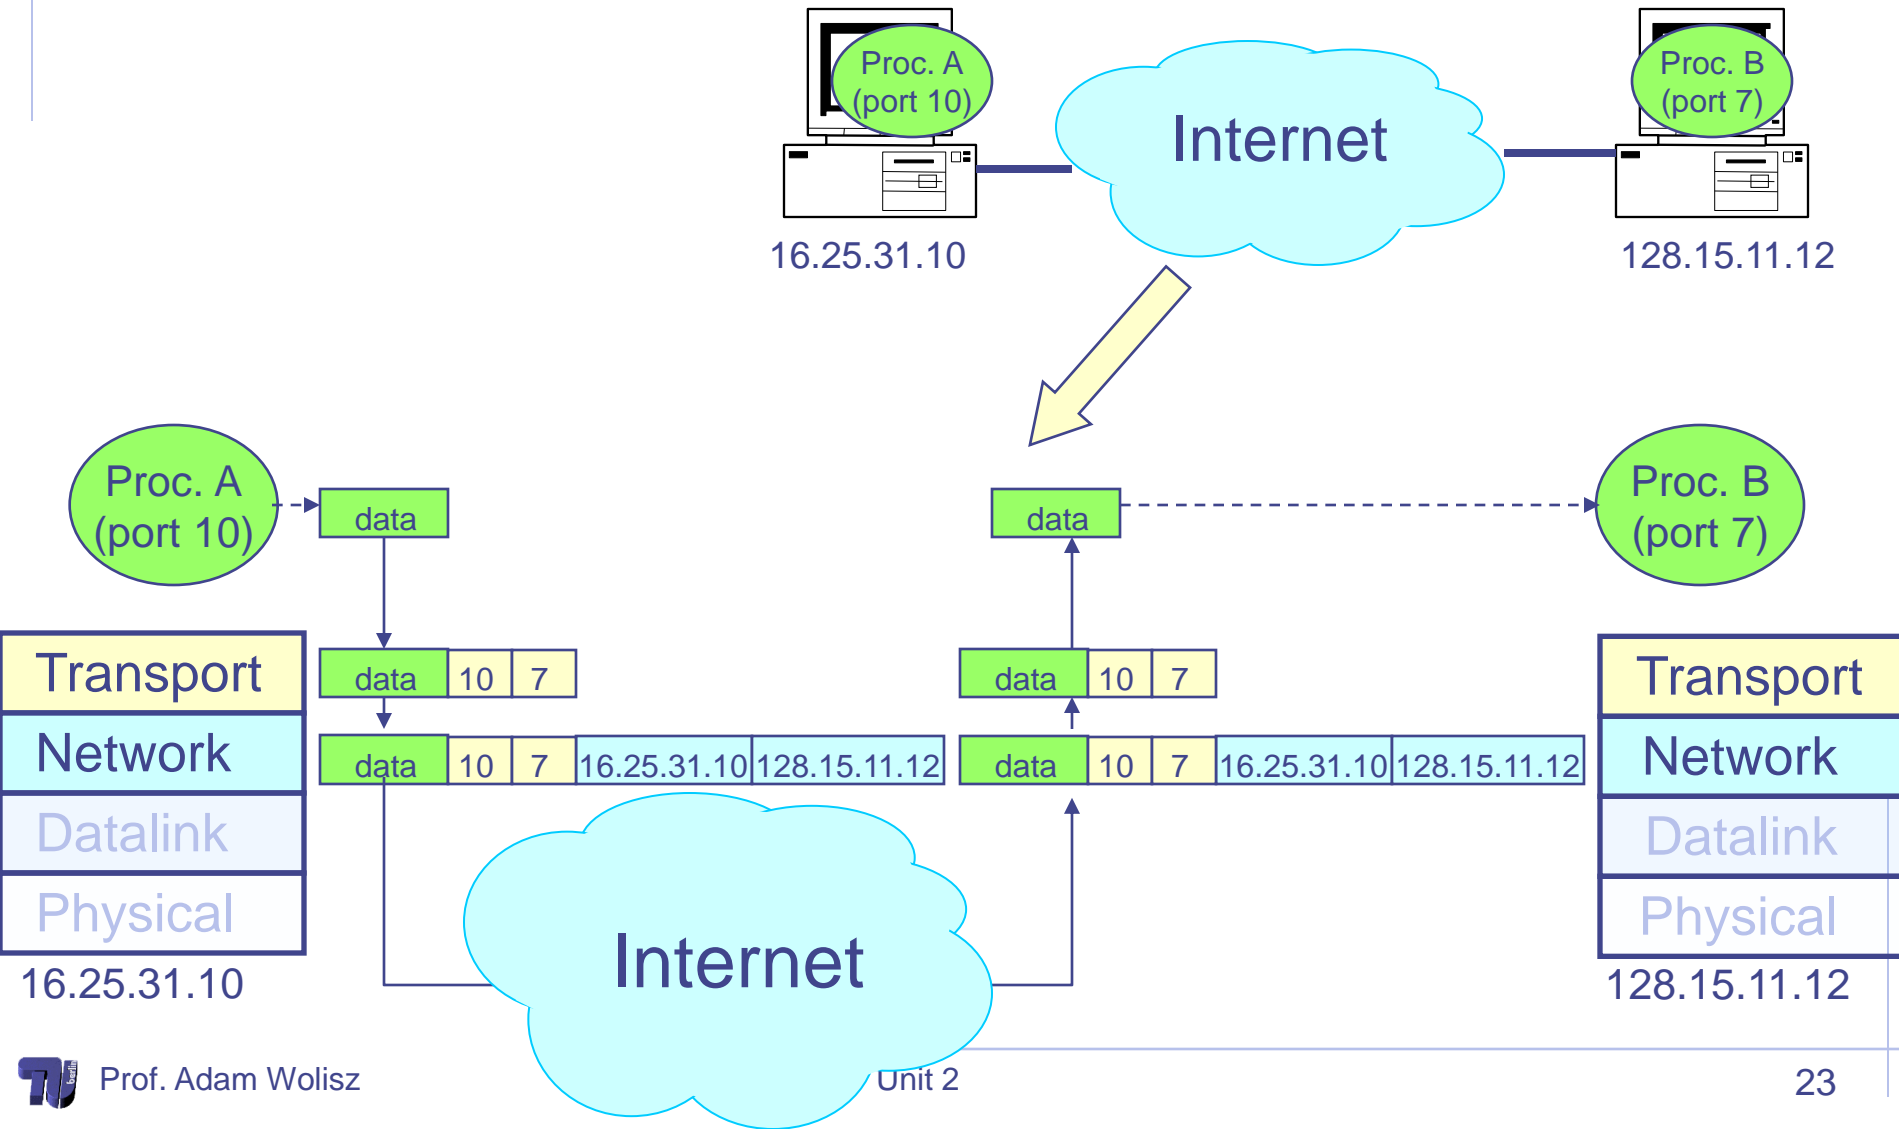 Proc. A
(port 10)
Internet
Proc. B
(port 7)
16.25.31.10
128.15.11.12
Proc. A
(port 10)
data
data
Proc. B
(port 7)
Transport
data 10 7
data 10 7
Transport
Network
data 10 7 16.25.31.10 128.15.11.12
data 10 7 16.25.31.10 128.15.11.12
Network
Datalink
Datalink
Physical
Internet
Physical
16.25.31.10
128.15.11.12
berlin
Prof. Adam Wolisz
Unit 2
23